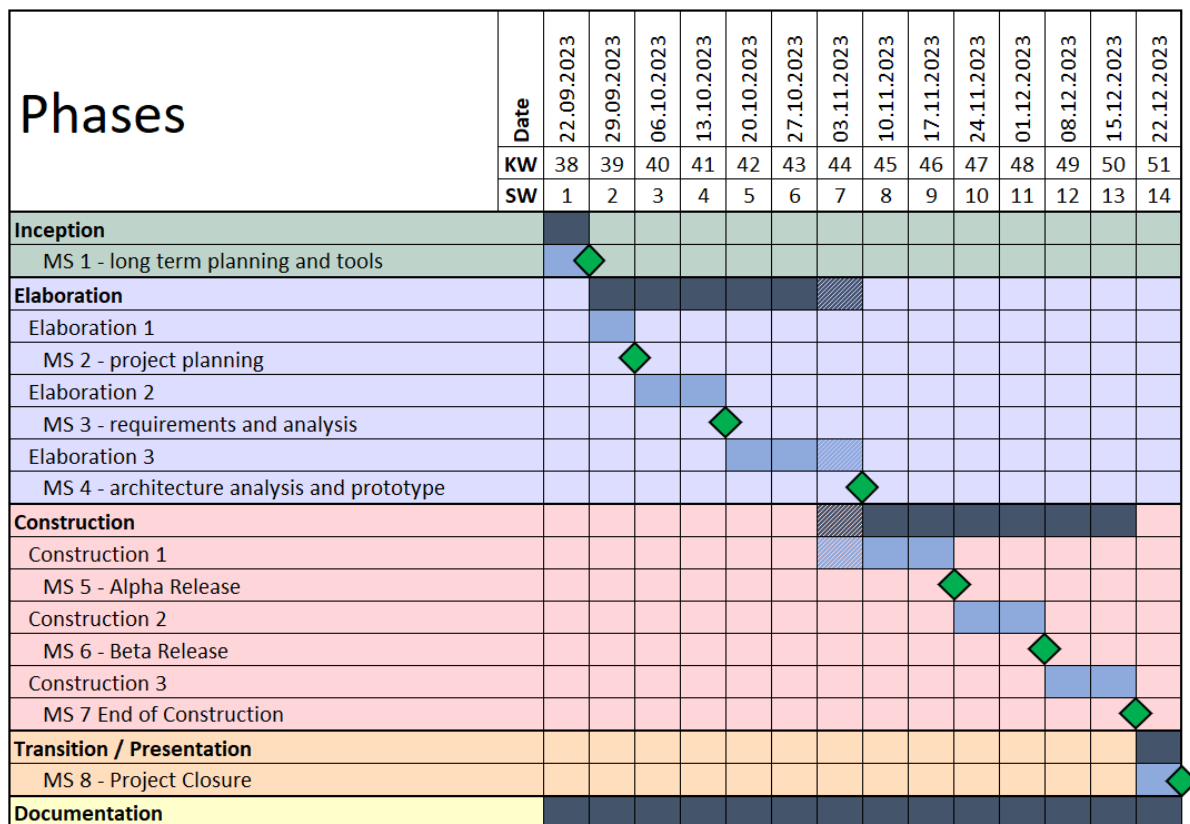 Phases
Date 22.09.2023 29.09.2023 06.10.2023 13.10.2023 20.10.2023 27.10.2023 03.11.2023 10.11.2023 17.11.2023 24.11.2023 01.12.2023 08.12.2023 15.12.2023 22.12.2023
KW 38 39 40 41 42 43 44 45 46 47 48 49 50 51
SW 1 2 3 4 5 6 7 8 9 10 11 12 13 14
Inception
MS 1 - long term planning and tools
Elaboration
Elaboration 1
MS 2 - project planning
Elaboration 2
MS 3 - requirements and analysis
Elaboration 3
MS 4 - architecture analysis and prototype
Construction
Construction 1
MS 5 - Alpha Release
Construction 2
MS 6 - Beta Release
Construction 3
MS 7 End of Construction
Transition / Presentation
MS 8 - Project Closure
Documentation